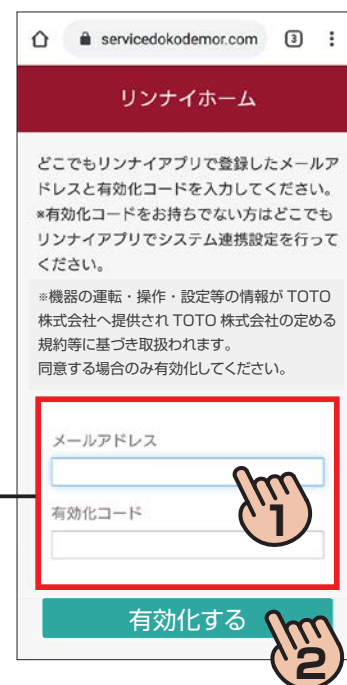 servicedokodemor.com 3
リンナイホーム
どこでもリンナイアプリで登録したメールア
ドレスと有効化コードを入力してください。
*有効化コードをお持ちでない方はどこでも
リンナイアプリでシステム連携設定を行って
ください。
※機器の運転・操作・設定等の情報が TOTO
株式会社へ提供され TOTO 株式会社の定める
規約等に基づき取扱われます。
同意する場合のみ有効化してください。
メールアドレス
1
有効化コード
有効化する
2